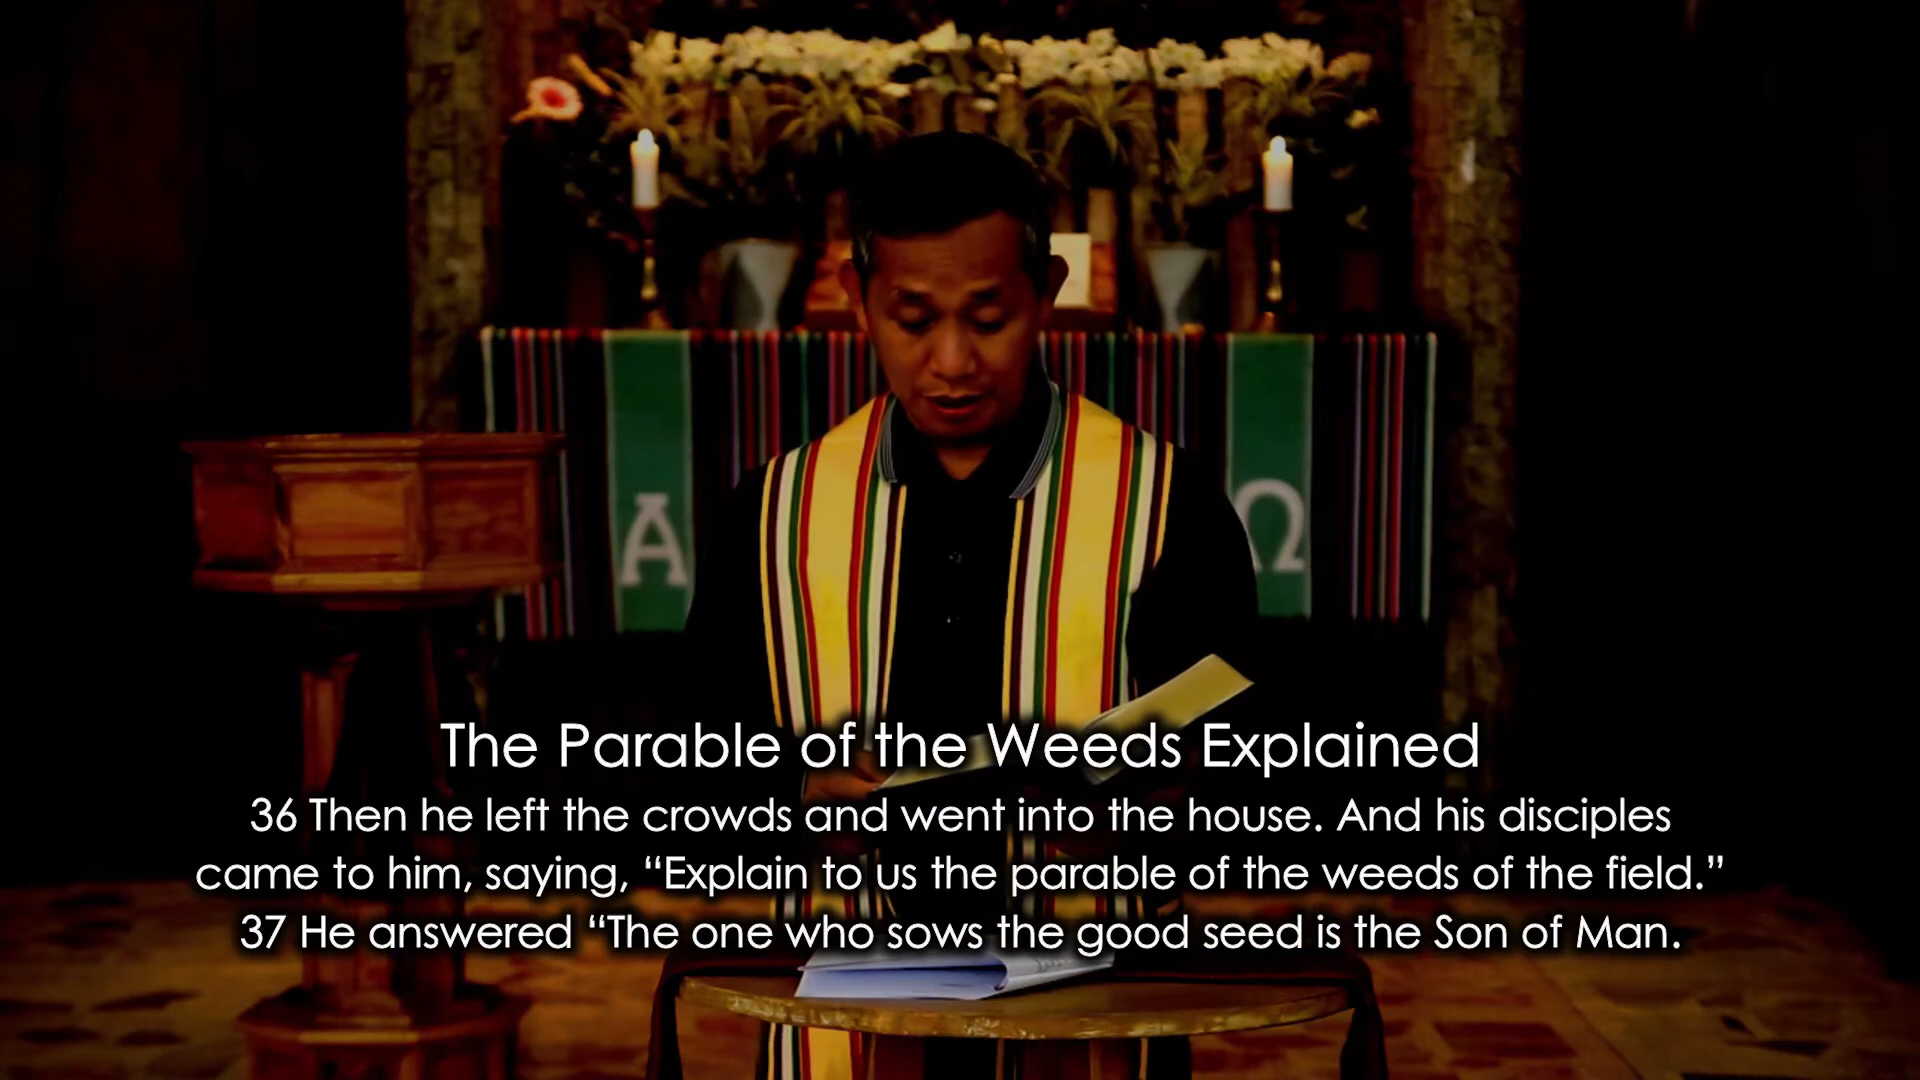 A
Ω
The Parable of the Weeds Explained
36 Then he left the crowds and went into the house. And his disciples
came to him, saying, “Explain to us the parable of the weeds of the field.”
37 He answered “The one who sows the good seed is the Son of Man.